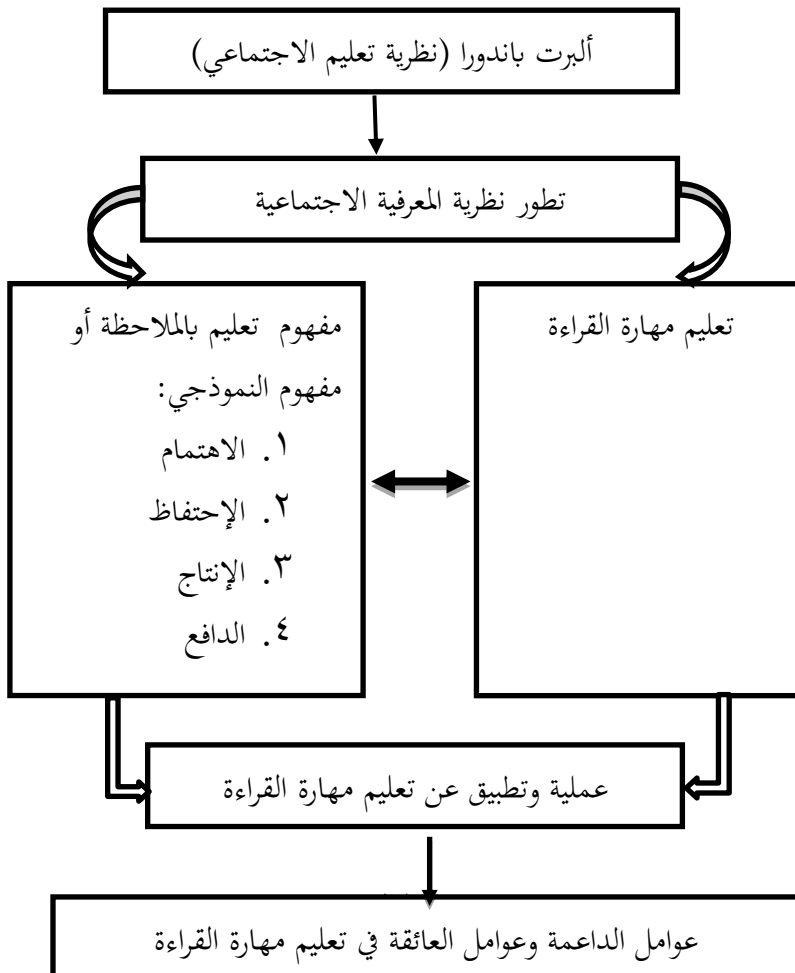 ألبرت باندورا (نظرية تعليم الاجتماعي)
تطور نظرية المعرفية الاجتماعية
تعليم مهارة القراءة
مفهوم تعليم بالملاحظة أو
مفهوم النموذجي:
١. الاهتمام
٢. الإحتفاظ
٣. الإنتاج
٤. الدافع
عملية وتطبيق عن تعليم مهارة القراءة
عوامل الداعمة وعوامل العائقة في تعليم مهارة القراءة